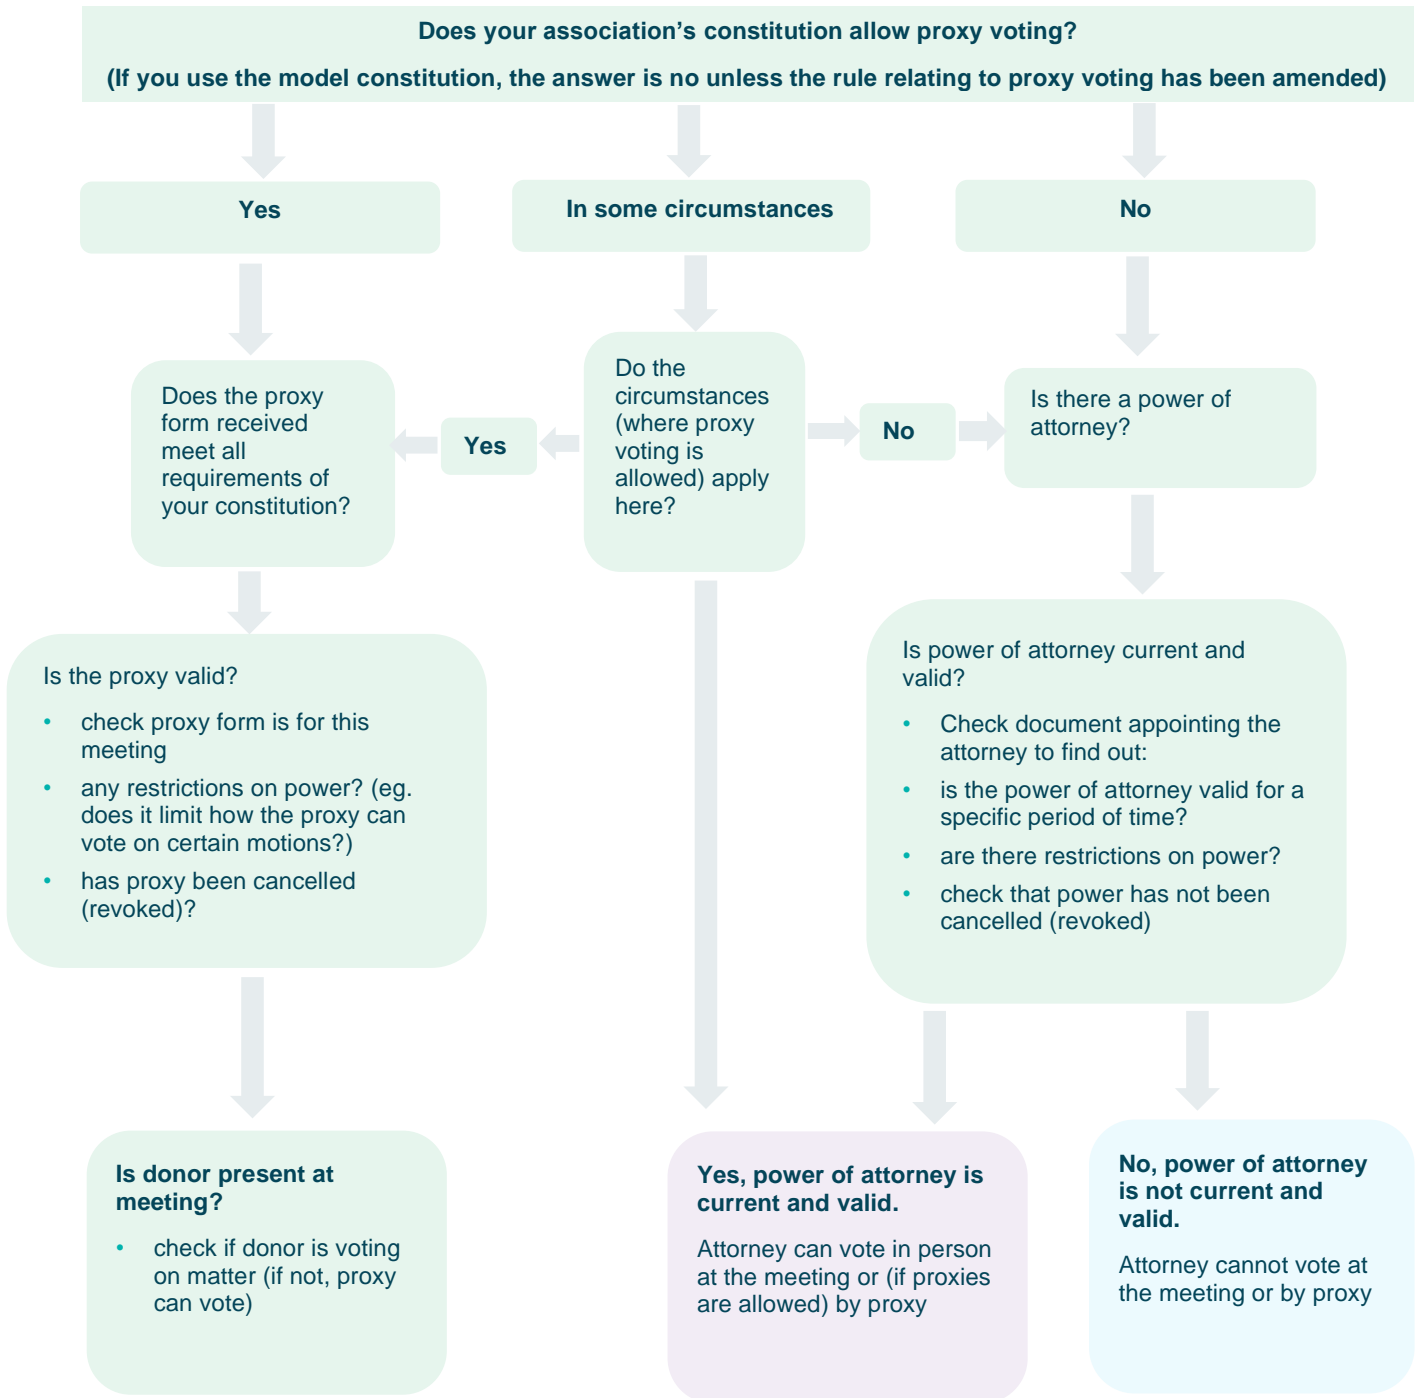 Does your association’s constitution allow proxy voting?
(If you use the model constitution, the answer is no unless the rule relating to proxy voting has been amended)
Yes
In some circumstances
No
Does the proxy
form received
meet all
requirements of
your constitution?
Yes
Do the
circumstances
(where proxy
voting is
allowed) apply
here?
No
Is there a power of
attorney?
Is the proxy valid?
• check proxy form is for this
meeting
• any restrictions on power? (eg.
does it limit how the proxy can
vote on certain motions?)
• has proxy been cancelled
(revoked)?
Is power of attorney current and
valid?
• Check document appointing the
attorney to find out:
• is the power of attorney valid for a
specific period of time?
• are there restrictions on power?
• check that power has not been
cancelled (revoked)
Is donor present at
meeting?
• check if donor is voting
on matter (if not, proxy
can vote)
Yes, power of attorney is
current and valid.
Attorney can vote in person
at the meeting or (if proxies
are allowed) by proxy
No, power of attorney
is not current and
valid.
Attorney cannot vote at
the meeting or by proxy